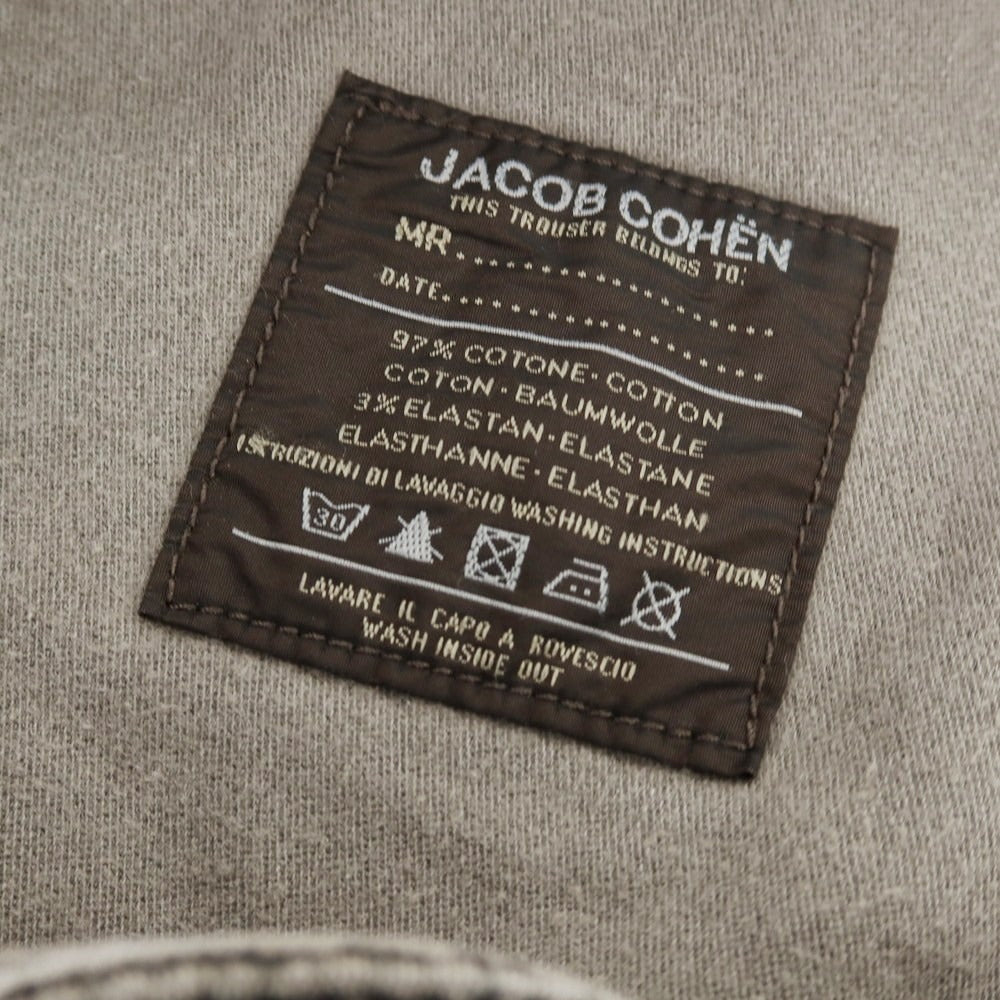 JACOB COHËN
THIS TROUSER BELONGS TO:
MR....................
DATE....................
97% COTONE·COTTON
COTON·BAUMWOLLE
3% ELASTAN·ELASTANE
ELASTHANNE·ELASTHAN
ISTRUZIONI DI LAVAGGIO WASHING INSTRUCTIONS
30
LAVARE IL CAPO A ROVESCIO
WASH INSIDE OUT